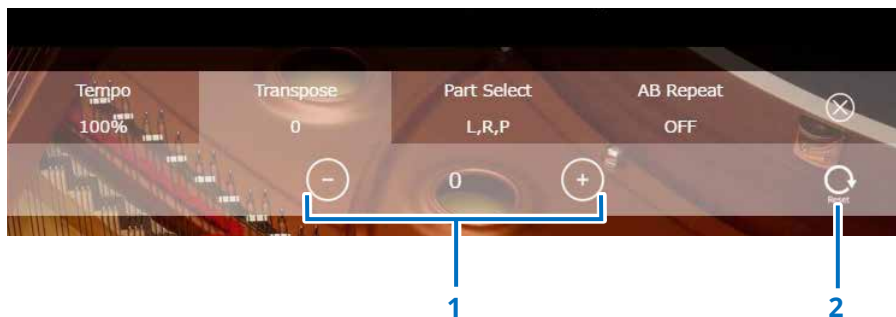 Tempo Transpose Part Select AB Repeat
100% 0 L,R,P OFF
− 0 +
Reset
1 2